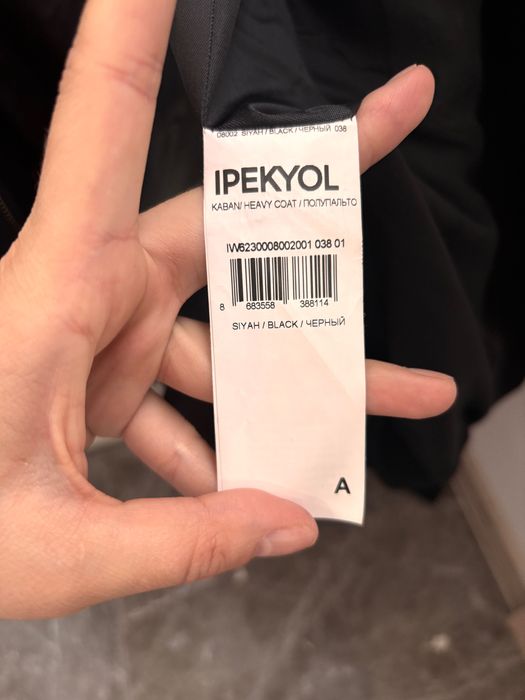 08002 SIYAH / BLACK / ЧЕРНЫЙ 038
IPEKYOL
KABAN/ HEAVY COAT / ПОЛУПАЛЬТО
IW6230008002001 038 01
8 683558 388114
SIYAH / BLACK / ЧЕРНЫЙ
A